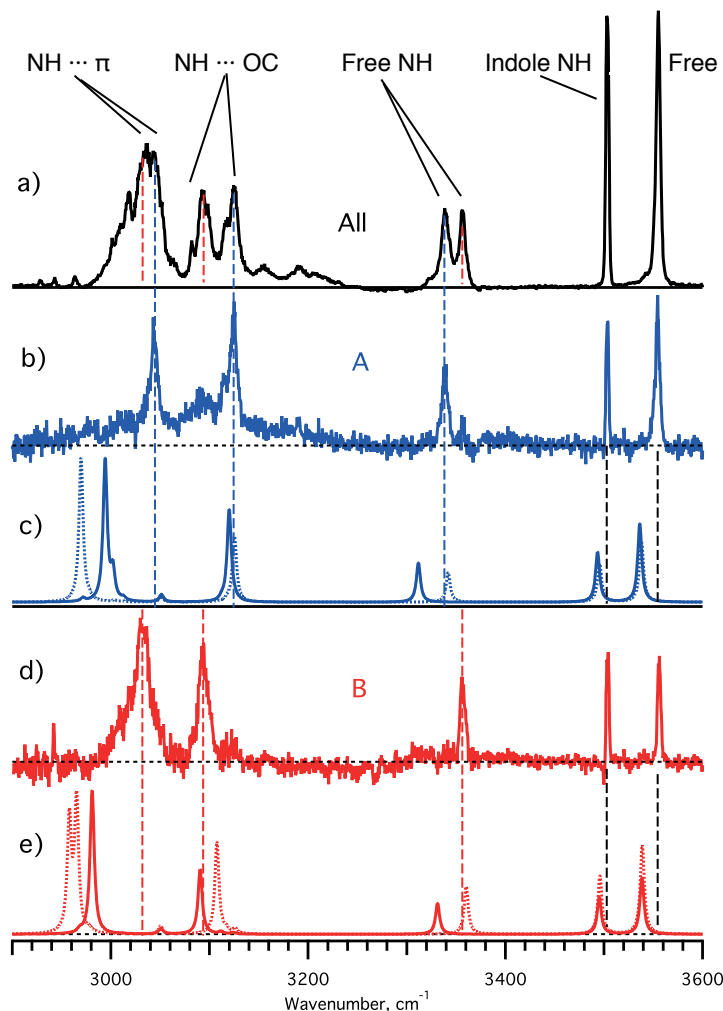 NH ··· π NH ··· OC Free NH Indole NH Free
a)
All
b) A
c)
d) B
e)
3000 3200 3400 3600
Wavenumber, cm⁻¹